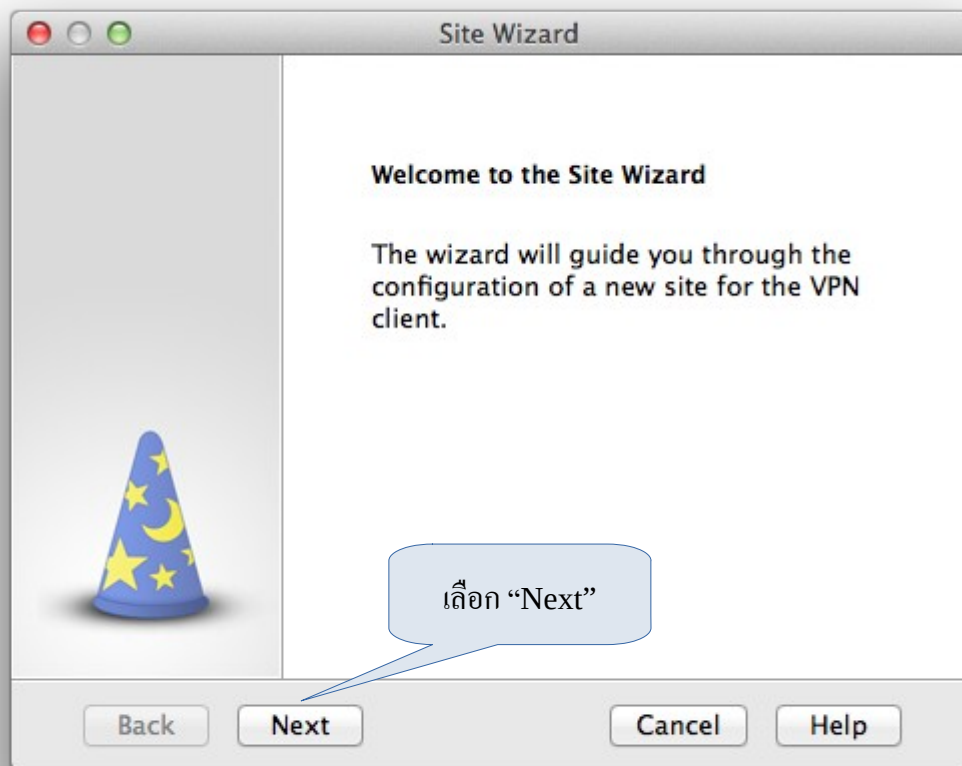 Site Wizard
Welcome to the Site Wizard
The wizard will guide you through the
configuration of a new site for the VPN
client.
เลือก “Next”
Back
Next
Cancel
Help